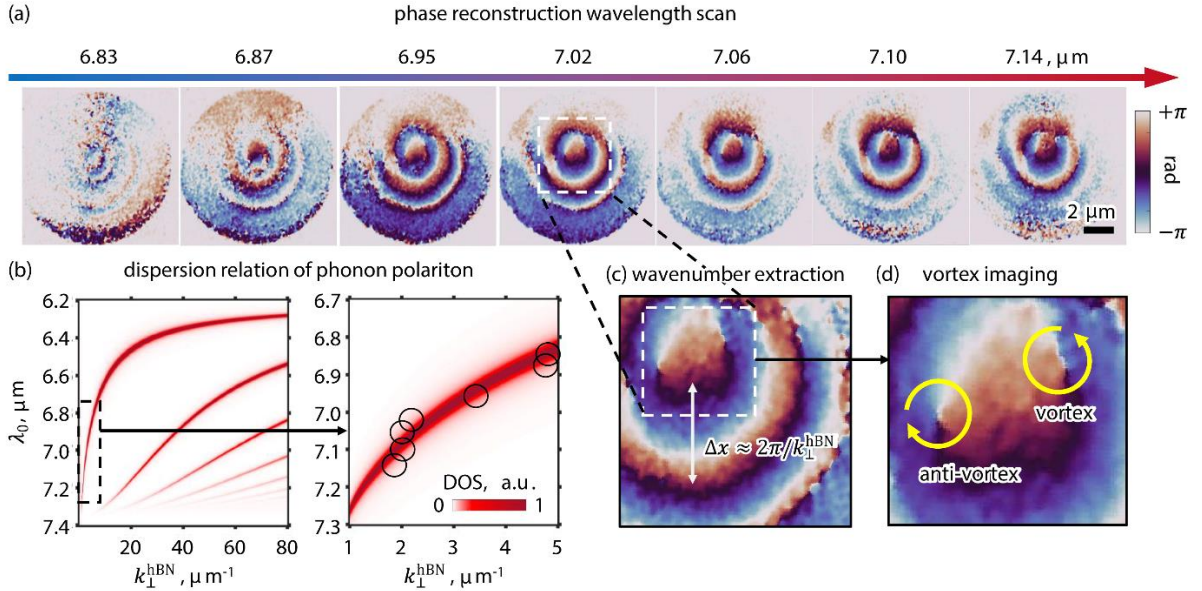 (a) phase reconstruction wavelength scan
6.83 6.87 6.95 7.02 7.06 7.10 7.14 , μm
+π
rad
−π
2 μm
(b) dispersion relation of phonon polariton
(c) wavenumber extraction
(d) vortex imaging
6.2
6.4
6.6
6.8
7.0
7.2
7.4
λ₀, μm
20 40 60 80
k⊥^hBN , μm⁻¹
6.7
6.8
6.9
7.0
7.1
7.2
7.3
DOS, a.u.
0 1
1 2 3 4 5
k⊥^hBN , μm⁻¹
Δx ≈ 2π/k⊥^hBN
vortex
anti-vortex